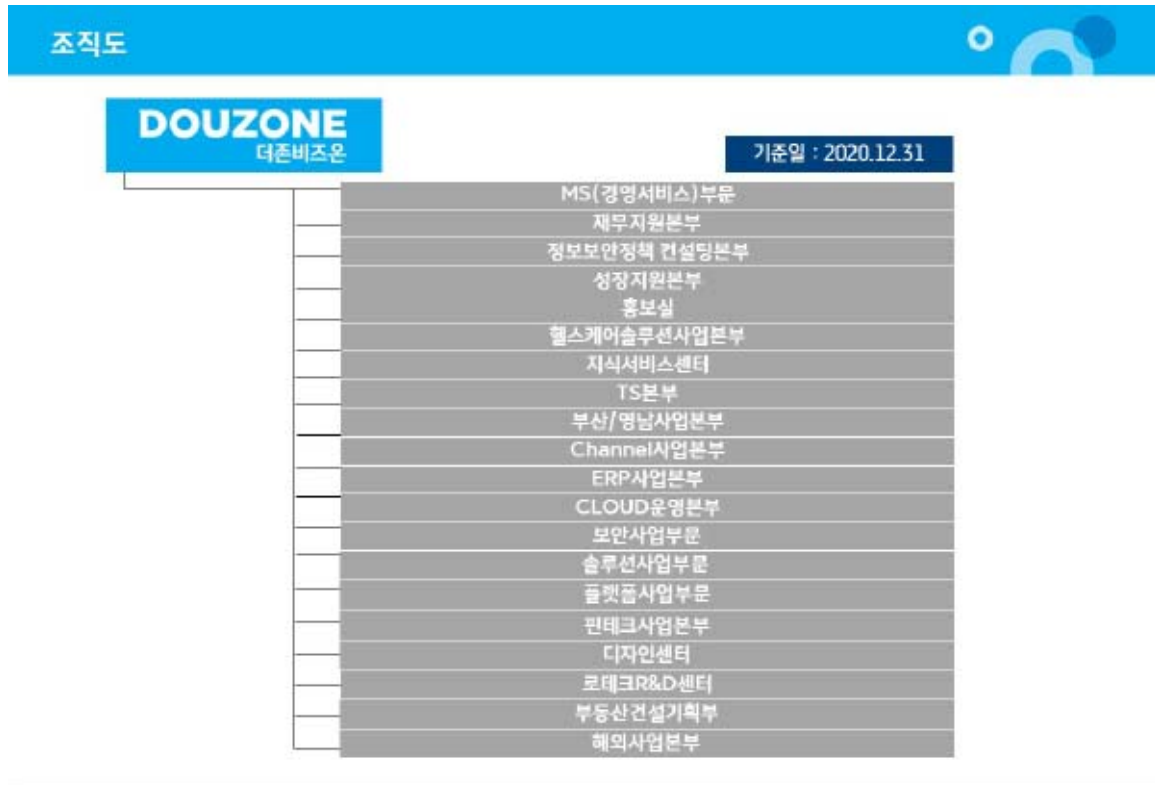 조직도
DOUZONE
더존비즈온
기준일 : 2020.12.31
MS(경영서비스)부문
재무지원본부
정보보안정책 컨설팅본부
성장지원본부
홍보실
헬스케어솔루션사업본부
지식서비스센터
TS본부
부산/영남사업본부
Channel사업본부
ERP사업본부
CLOUD운영본부
보안사업부문
솔루션사업부문
플랫폼사업부문
핀테크사업본부
디자인센터
로테크R&D센터
부동산건설기획부
해외사업본부